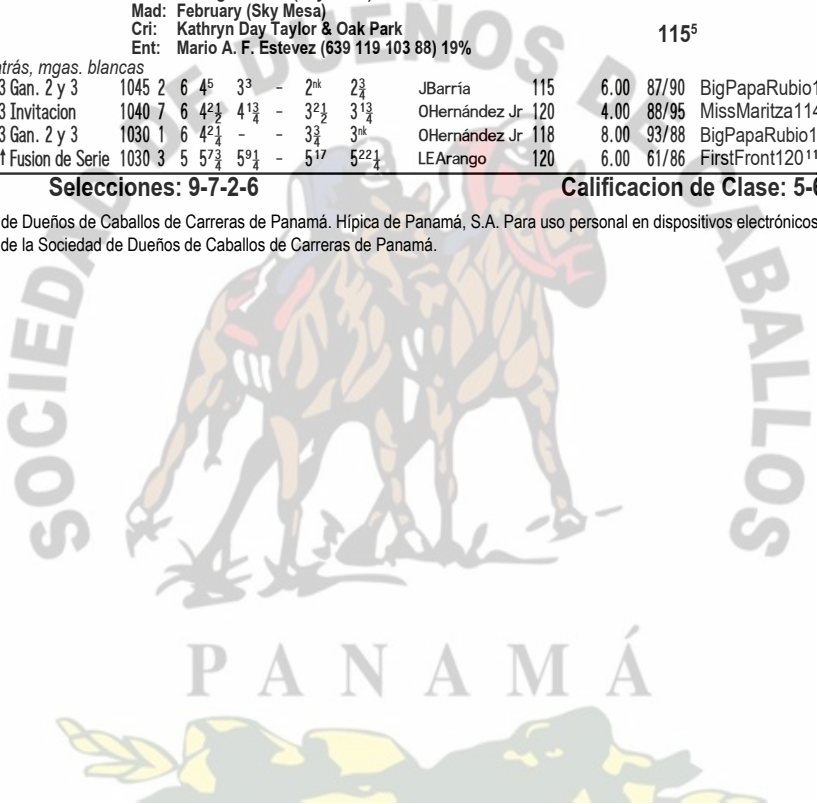 Mad: February (Sky Mesa)
Cri: Kathryn Day Taylor & Oak Park
Ent: Mario A. F. Estevez (639 119 103 88) 19%
115⁵
atrás, mgas. blancas
3 Gan. 2 y 3 1045 2 6 4⁵ 3³ - 2ⁿᵏ 2¾ JBarría 115 6.00 87/90 BigPapaRubio1
3 Invitacion 1040 7 6 4²½ 4¹¾ - 3²½ 3¹¾ OHernández Jr 120 4.00 88/95 MissMaritza114
3 Gan. 2 y 3 1030 1 6 4²¼ - - 3¾ 3ⁿᵏ OHernández Jr 118 8.00 93/88 BigPapaRubio1
† Fusion de Serie 1030 3 5 5⁷¾ 5⁹¼ - 5¹⁷ 5²²¼ LEArango 120 6.00 61/86 FirstFront120¹¹
Selecciones: 9-7-2-6 Calificacion de Clase: 5-6
de Dueños de Caballos de Carreras de Panamá. Hípica de Panamá, S.A. Para uso personal en dispositivos electrónicos
de la Sociedad de Dueños de Caballos de Carreras de Panamá.
SOCIEDAD DE DUEÑOS DE CABALLOS
PANAMÁ